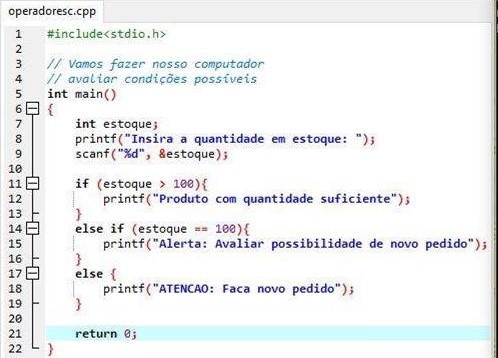 operadoresc.cpp
1 #include<stdio.h>
2
3 // Vamos fazer nosso computador
4 // avaliar condições possíveis
5 int main()
6 {
7 int estoque;
8 printf("Insira a quantidade em estoque: ");
9 scanf("%d", &estoque);
10
11 if (estoque > 100){
12 printf("Produto com quantidade suficiente");
13 }
14 else if (estoque == 100){
15 printf("Alerta: Avaliar possibilidade de novo pedido");
16 }
17 else {
18 printf("ATENCAO: Faca novo pedido");
19 }
20
21 return 0;
22 }